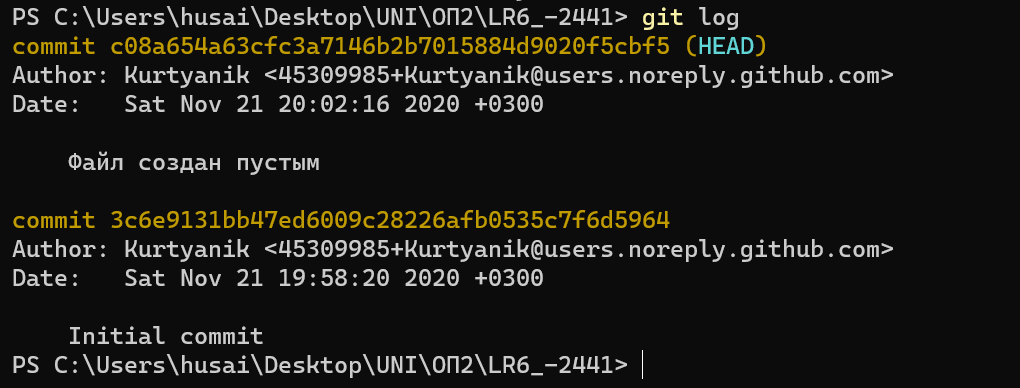 PS C:\Users\husai\Desktop\UNI\ОП2\LR6_-2441> git log
commit c08a654a63cfc3a7146b2b7015884d9020f5cbf5 (HEAD)
Author: Kurtyanik <45309985+Kurtyanik@users.noreply.github.com>
Date:   Sat Nov 21 20:02:16 2020 +0300
Файл создан пустым
commit 3c6e9131bb47ed6009c28226afb0535c7f6d5964
Author: Kurtyanik <45309985+Kurtyanik@users.noreply.github.com>
Date:   Sat Nov 21 19:58:20 2020 +0300
Initial commit
PS C:\Users\husai\Desktop\UNI\ОП2\LR6_-2441>